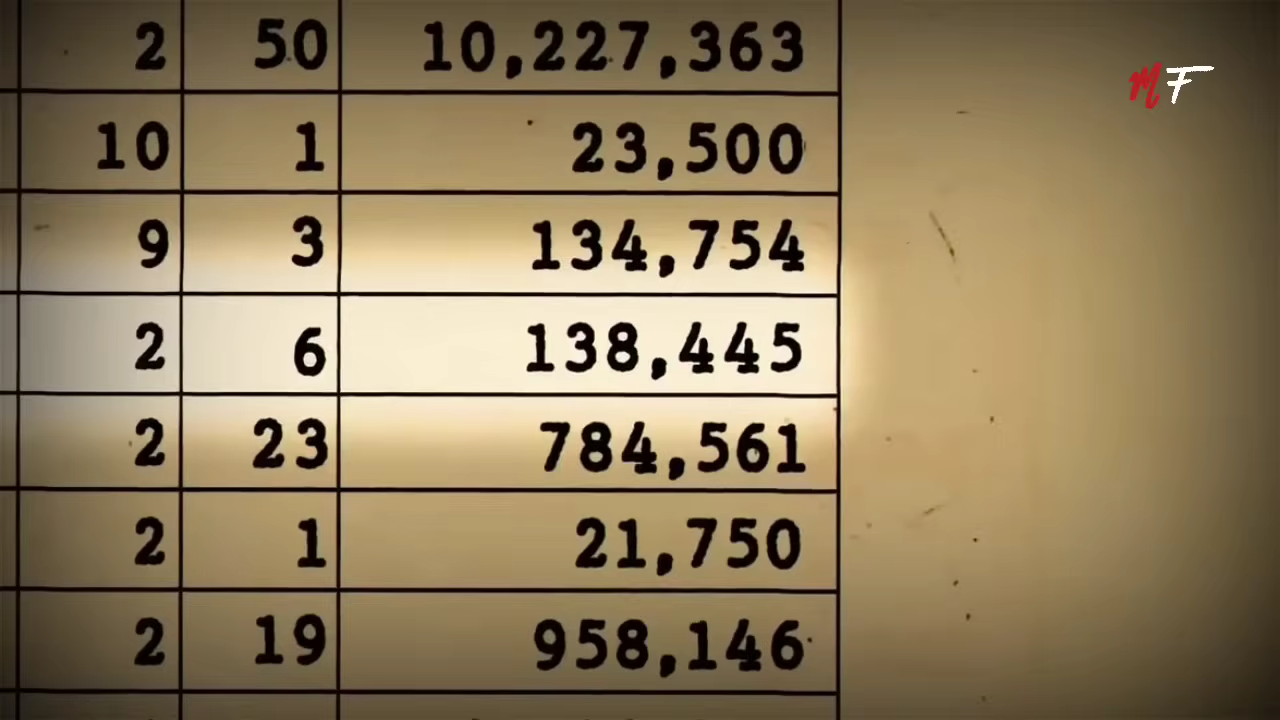 2 50 10,227,363
MF
10 1 23,500
9 3 134,754
2 6 138,445
2 23 784,561
2 1 21,750
2 19 958,146